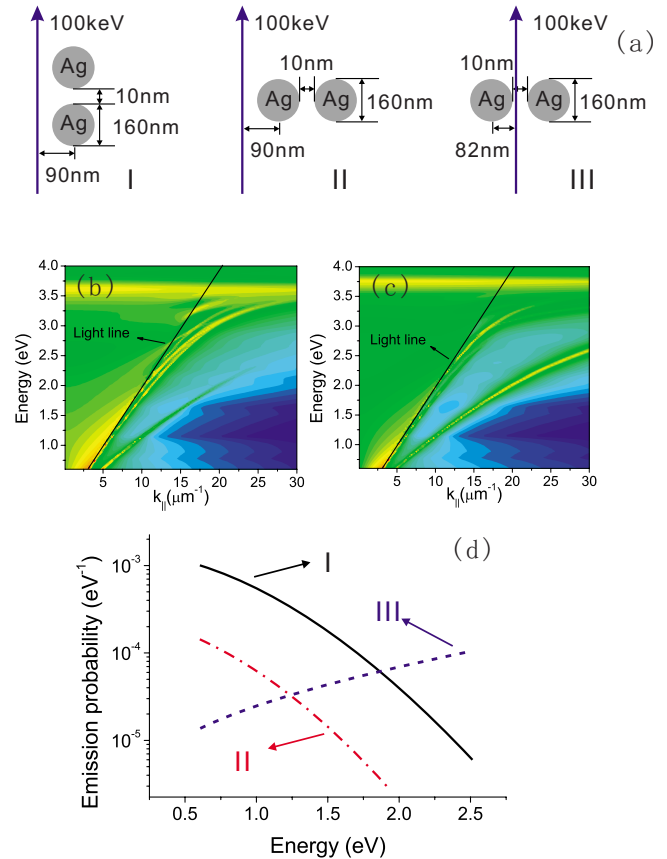 100keV 100keV 100keV (a)
Ag 10nm 10nm
Ag 10nm Ag Ag 160nm Ag Ag 160nm
160nm
90nm 90nm 82nm
I II III
4.0 (b) 4.0 (c)
3.5 3.5
3.0 3.0
Light line Light line
2.5 2.5
2.0 2.0
1.5 1.5
1.0 1.0
Energy (eV) Energy (eV)
5 10 15 20 25 30 5 10 15 20 25 30
k||(μm⁻¹) k||(μm⁻¹)
(d)
I
10⁻³
III
10⁻⁴
10⁻⁵
II
Emission probability (eV⁻¹)
0.5 1.0 1.5 2.0 2.5
Energy (eV)